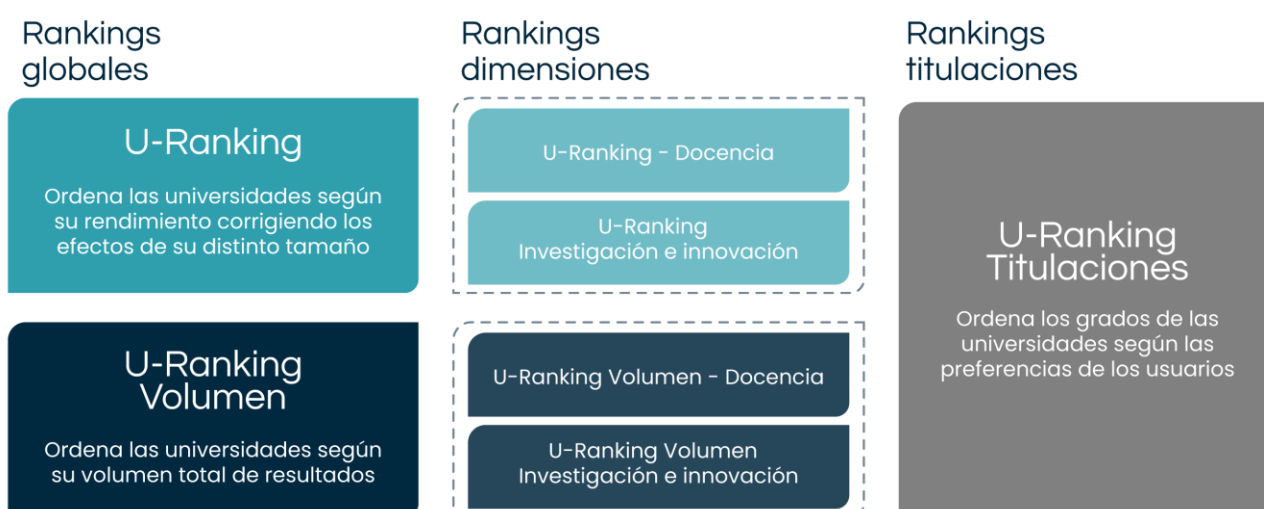 Rankings
globales
U-Ranking
Ordena las universidades según
su rendimiento corrigiendo los
efectos de su distinto tamaño
U-Ranking
Volumen
Ordena las universidades según
su volumen total de resultados
Rankings
dimensiones
U-Ranking - Docencia
U-Ranking
Investigación e innovación
U-Ranking Volumen - Docencia
U-Ranking Volumen
Investigación e innovación
Rankings
titulaciones
U-Ranking
Titulaciones
Ordena los grados de las
universidades según las
preferencias de los usuarios